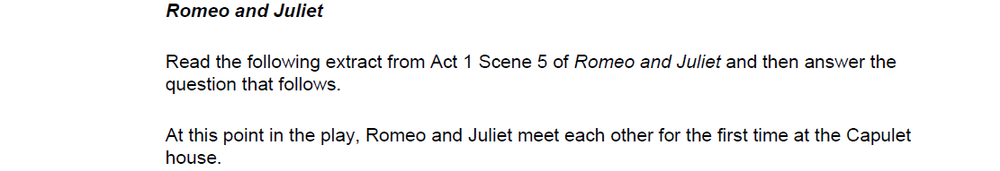 Romeo and Juliet
Read the following extract from Act 1 Scene 5 of Romeo and Juliet and then answer the
question that follows.
At this point in the play, Romeo and Juliet meet each other for the first time at the Capulet
house.